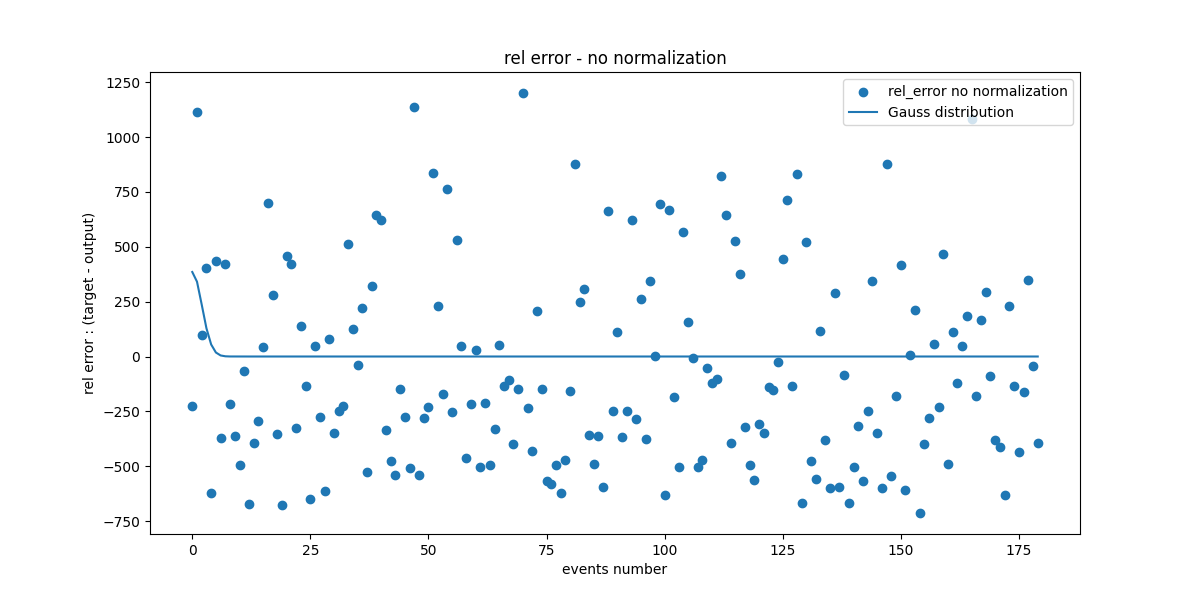 rel error - no normalization
rel_error no normalization
Gauss distribution
rel error : (target - output)
1250
1000
750
500
250
0
−250
−500
−750
0 25 50 75 100 125 150 175
events number